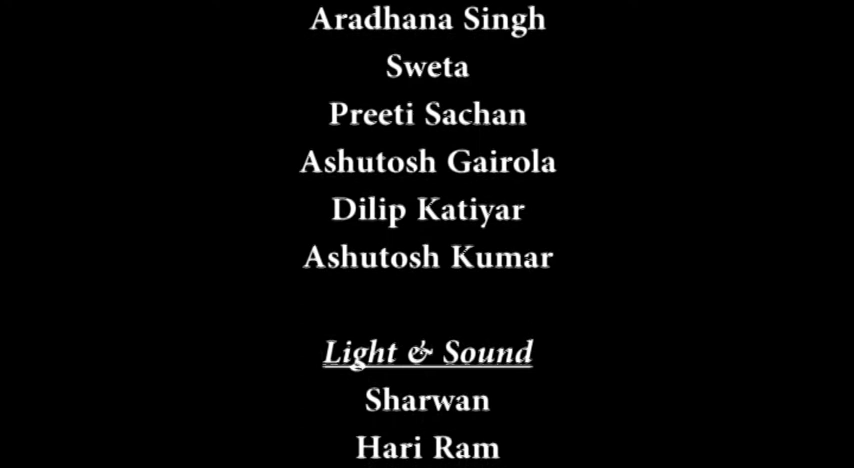 Aradhana Singh
Sweta
Preeti Sachan
Ashutosh Gairola
Dilip Katiyar
Ashutosh Kumar
Light & Sound
Sharwan
Hari Ram